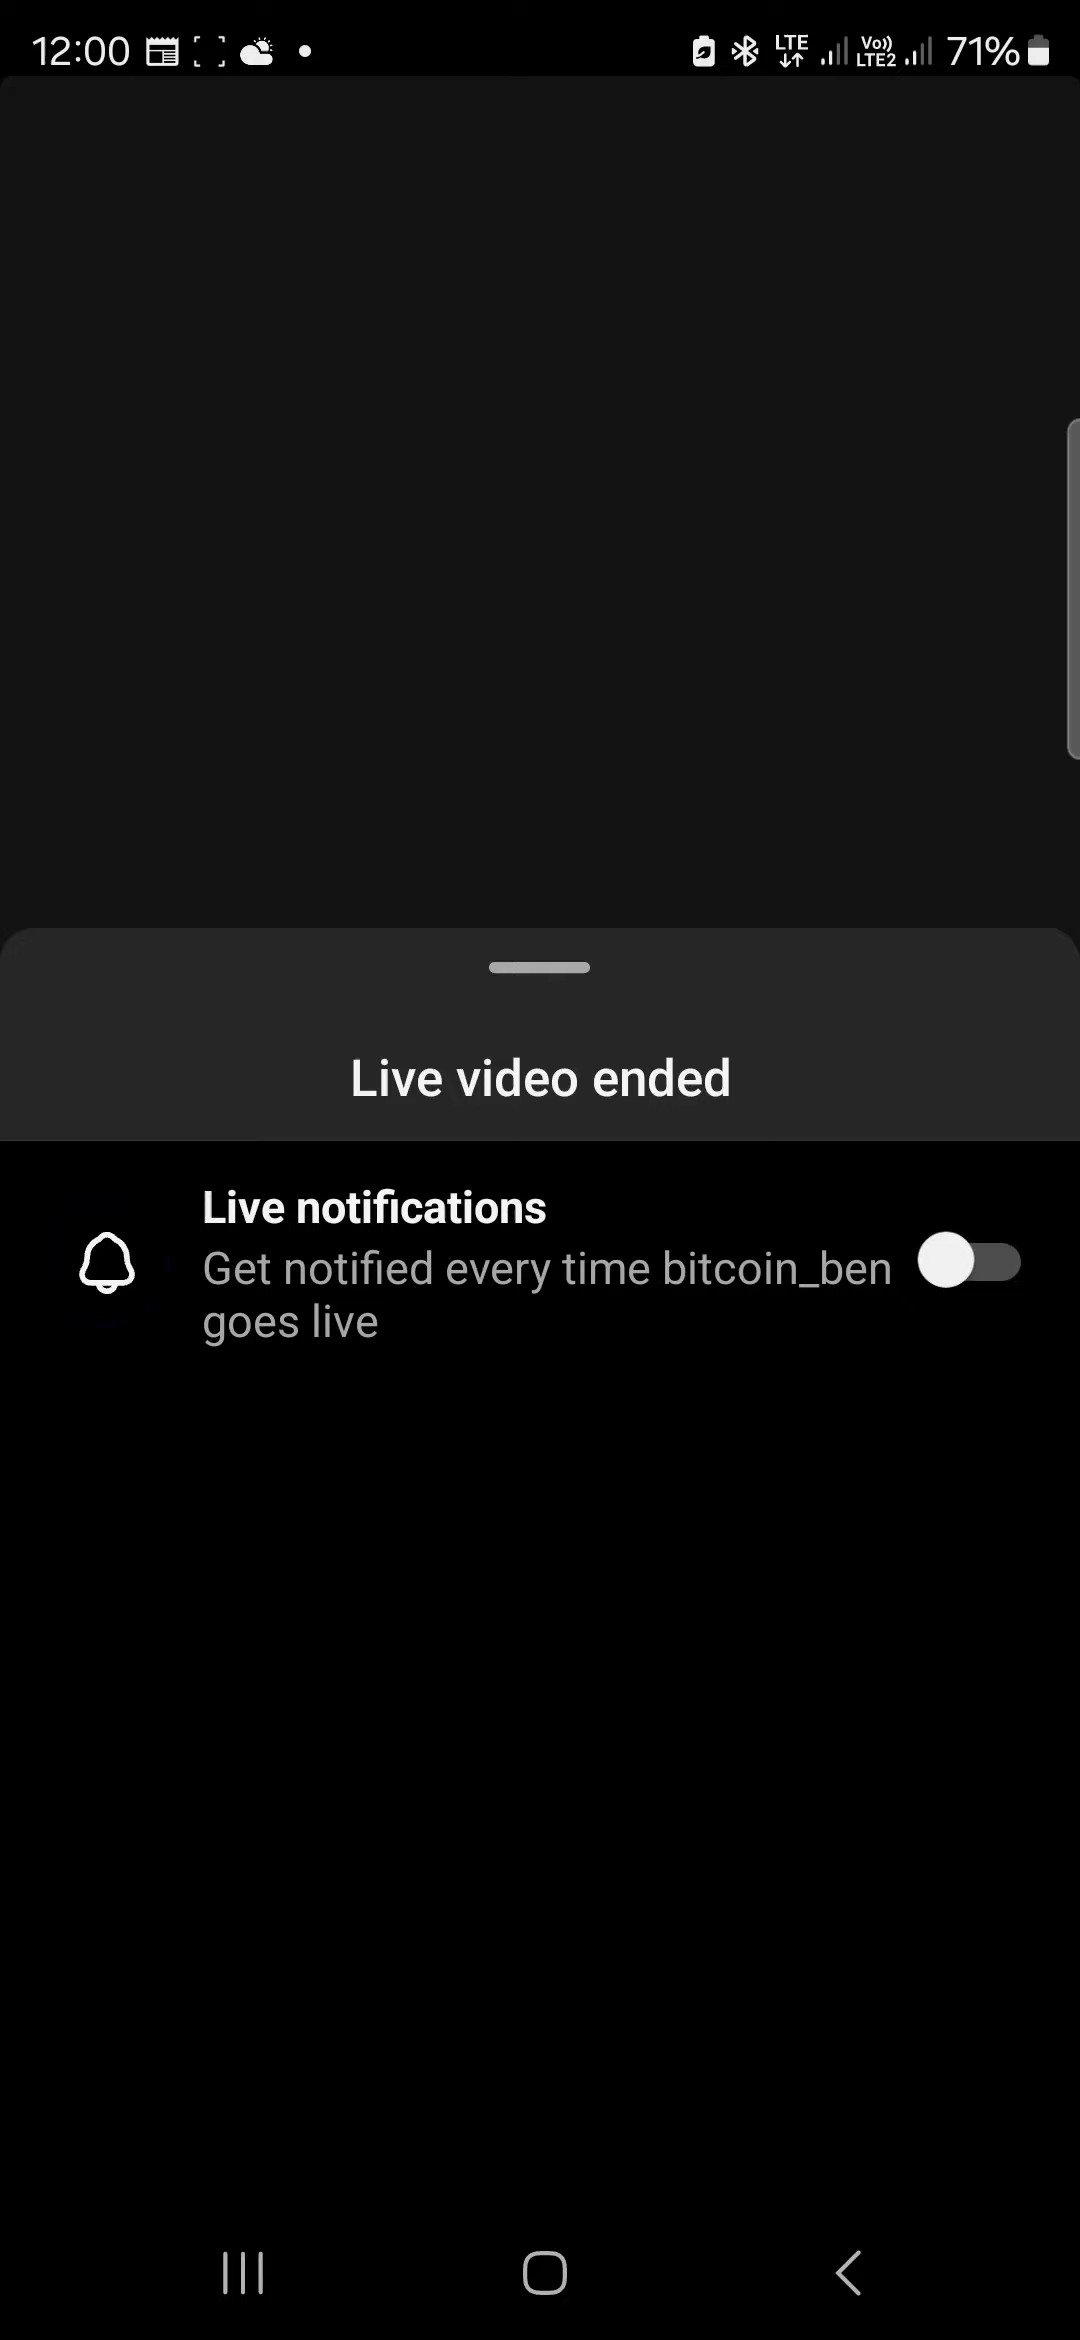 12:00 LTE Vo)) LTE2 71%
Live video ended
Live notifications
Get notified every time bitcoin_ben
goes live